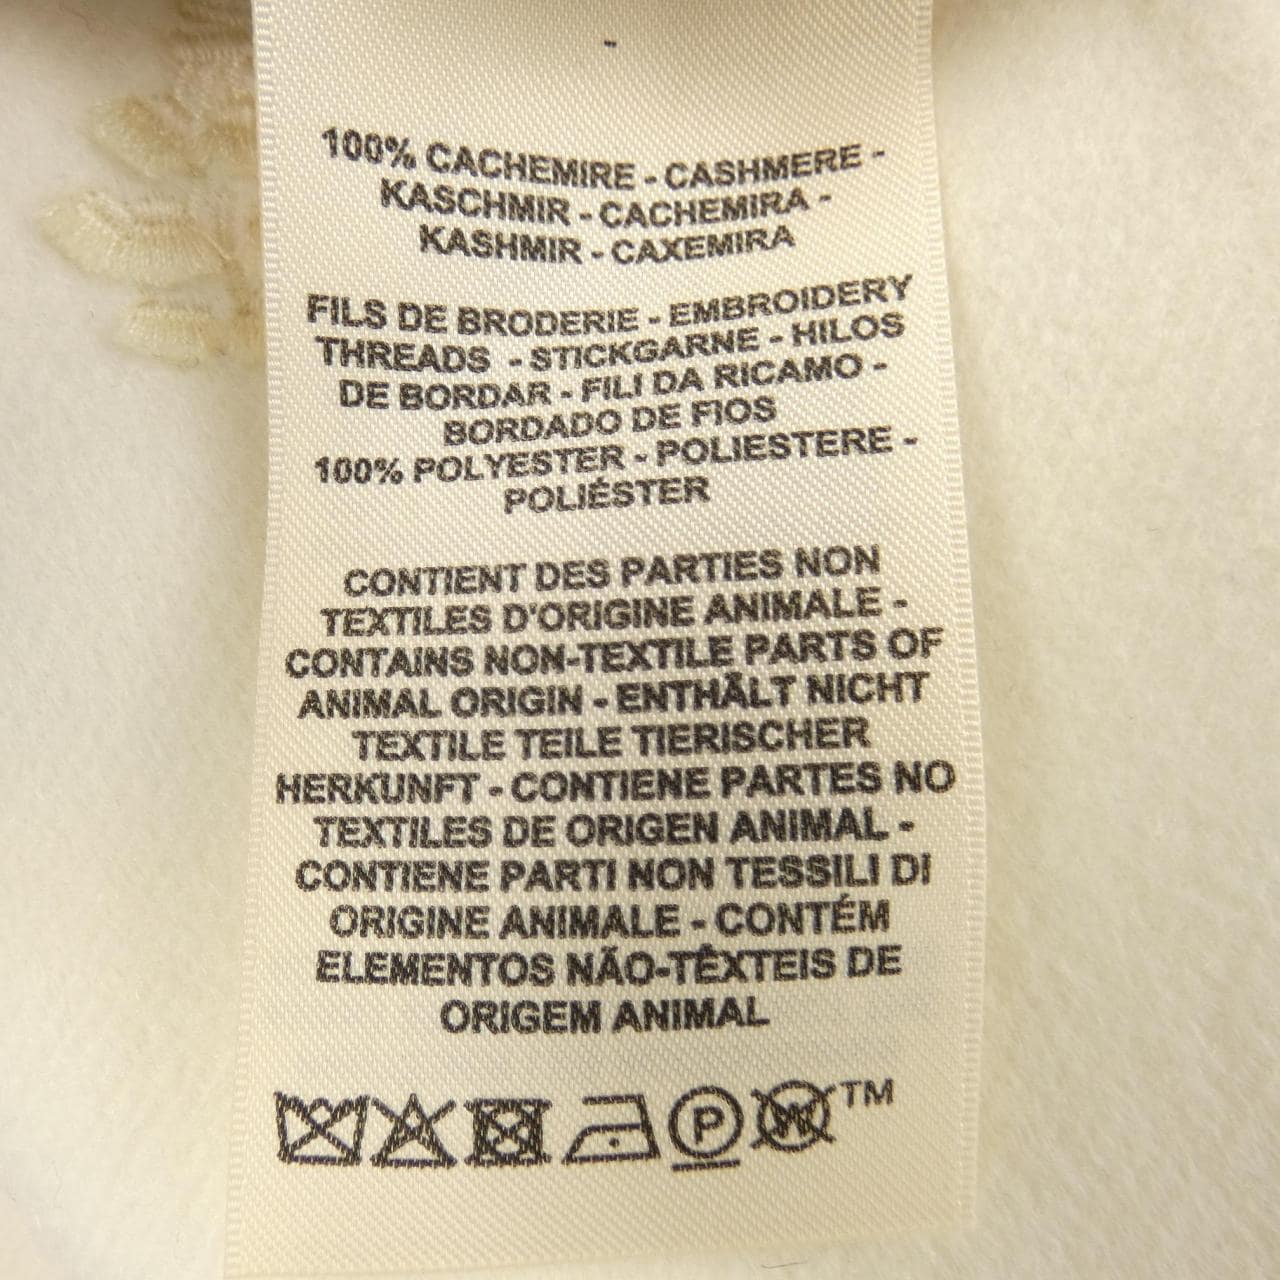 100% CACHEMIRE - CASHMERE -
KASCHMIR - CACHEMIRA -
KASHMIR - CAXEMIRA
FILS DE BRODERIE - EMBROIDERY
THREADS - STICKGARNE - HILOS
DE BORDAR - FILI DA RICAMO -
BORDADO DE FIOS
100% POLYESTER - POLIESTERE -
POLIÉSTER
CONTIENT DES PARTIES NON
TEXTILES D'ORIGINE ANIMALE -
CONTAINS NON-TEXTILE PARTS OF
ANIMAL ORIGIN - ENTHÄLT NICHT
TEXTILE TEILE TIERISCHER
HERKUNFT - CONTIENE PARTES NO
TEXTILES DE ORIGEN ANIMAL -
CONTIENE PARTI NON TESSILI DI
ORIGINE ANIMALE - CONTÉM
ELEMENTOS NÃO-TÊXTEIS DE
ORIGEM ANIMAL
P W TM